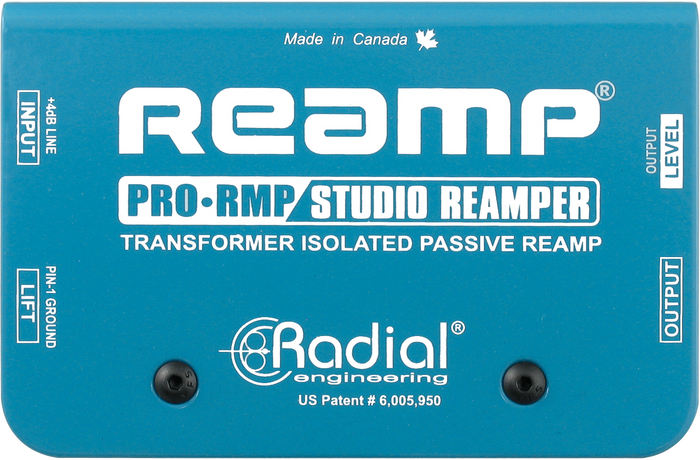 Made in Canada
REAMP®
PRO•RMP/STUDIO REAMPER
TRANSFORMER ISOLATED PASSIVE REAMP
+4dB LINE
INPUT
PIN-1 GROUND
LIFT
OUTPUT
LEVEL
OUTPUT
Radial®
engineering
US Patent # 6,005,950